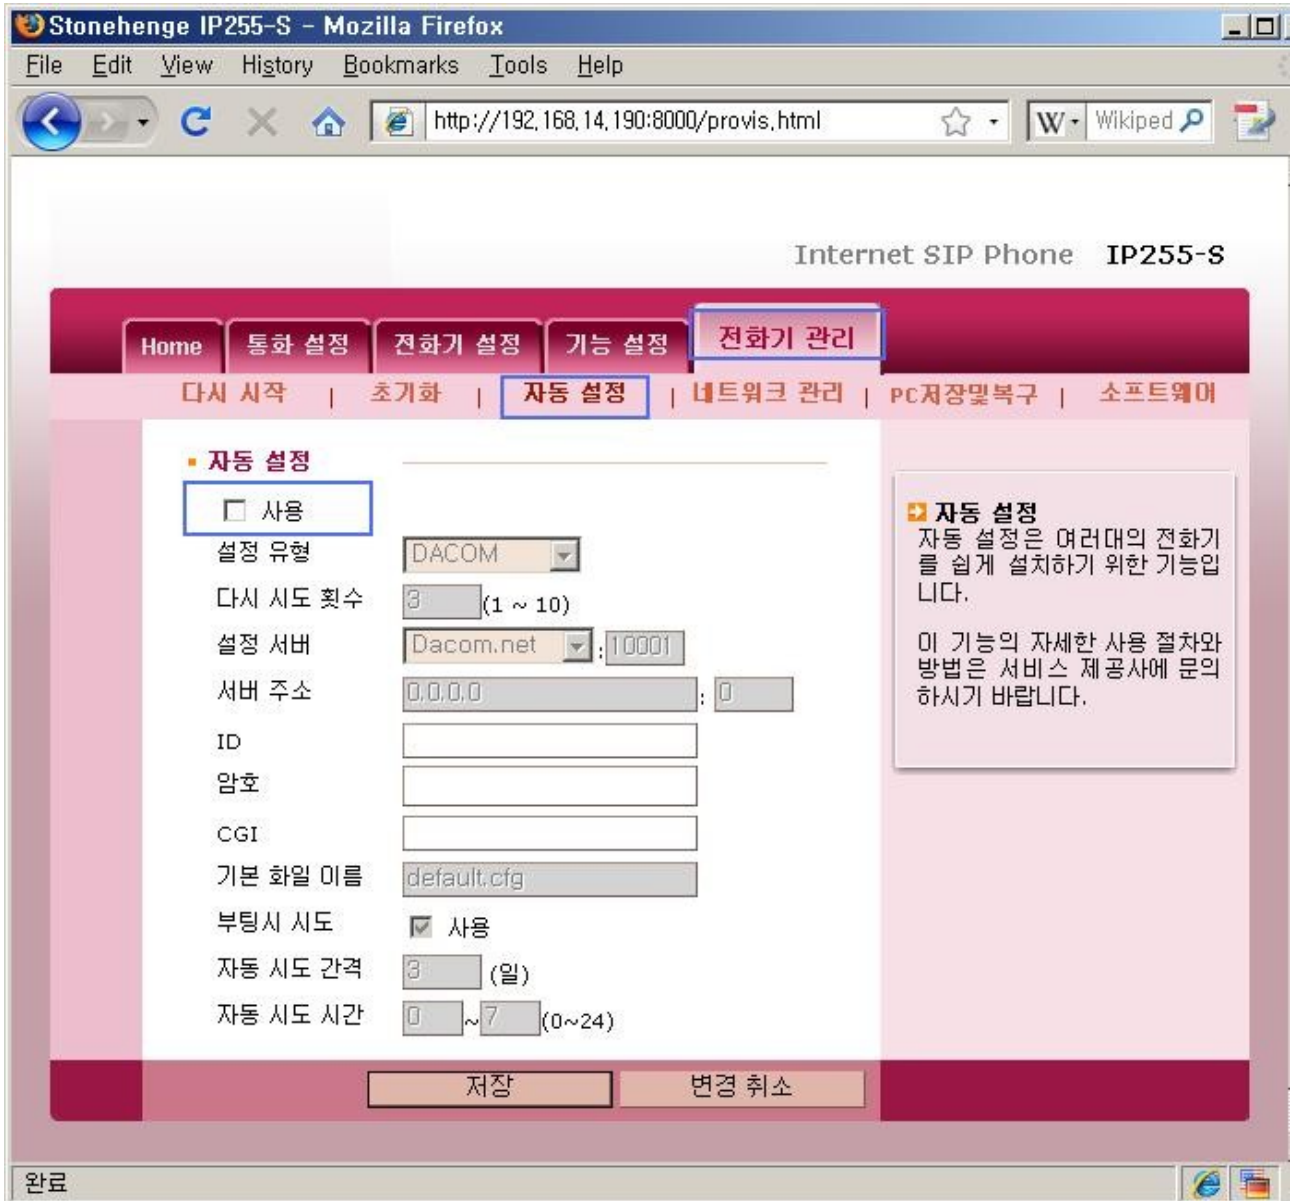 Stonehenge IP255-S - Mozilla Firefox
File Edit View History Bookmarks Tools Help
http://192.168.14.190:8000/provis.html W Wikiped
Internet SIP Phone IP255-S
Home 통화 설정 전화기 설정 기능 설정 전화기 관리
다시 시작 | 초기화 | 자동 설정 | 네트워크 관리 | PC저장및복구 | 소프트웨어
자동 설정
사용
설정 유형 DACOM
다시 시도 횟수 3 (1 ~ 10)
설정 서버 Dacom.net : 10001
서버 주소 0.0.0.0 : 0
ID
암호
CGI
기본 화일 이름 default.cfg
부팅시 시도 사용
자동 시도 간격 3 (일)
자동 시도 시간 0 ~ 7 (0~24)
저장 변경 취소
자동 설정
자동 설정은 여러대의 전화기
를 쉽게 설치하기 위한 기능입
니다.
이 기능의 자세한 사용 절차와
방법은 서비스 제공사에 문의
하시기 바랍니다.
완료